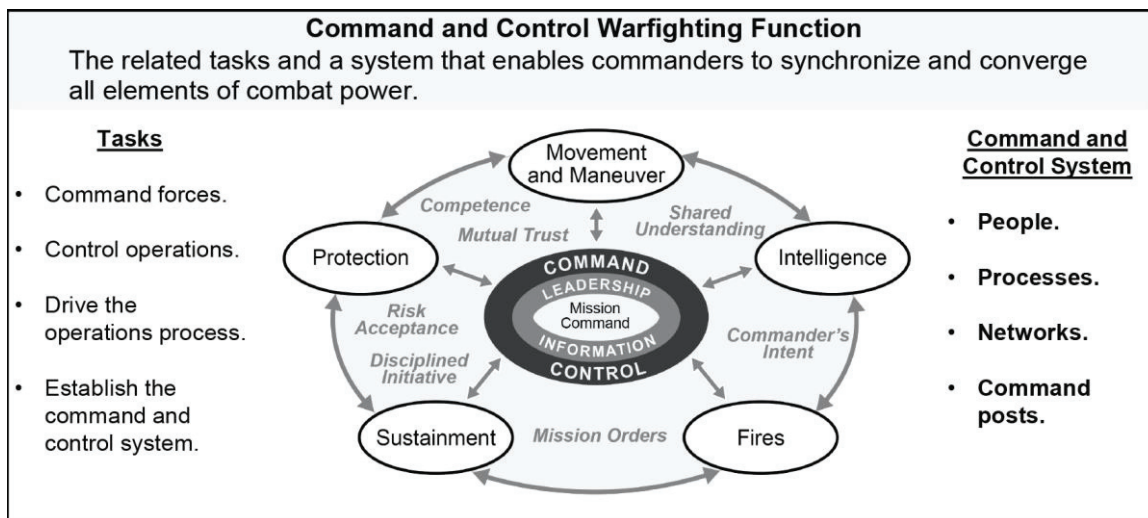 Command and Control Warfighting Function
The related tasks and a system that enables commanders to synchronize and converge
all elements of combat power.
Tasks
• Command forces.
• Control operations.
• Drive the
operations process.
• Establish the
command and
control system.
Movement
and Maneuver
Competence
Mutual Trust
Shared
Understanding
Protection
Intelligence
COMMAND
LEADERSHIP
Mission
Command
INFORMATION
CONTROL
Risk
Acceptance
Disciplined
Initiative
Commander's
Intent
Sustainment
Mission Orders
Fires
Command and
Control System
• People.
• Processes.
• Networks.
• Command
posts.